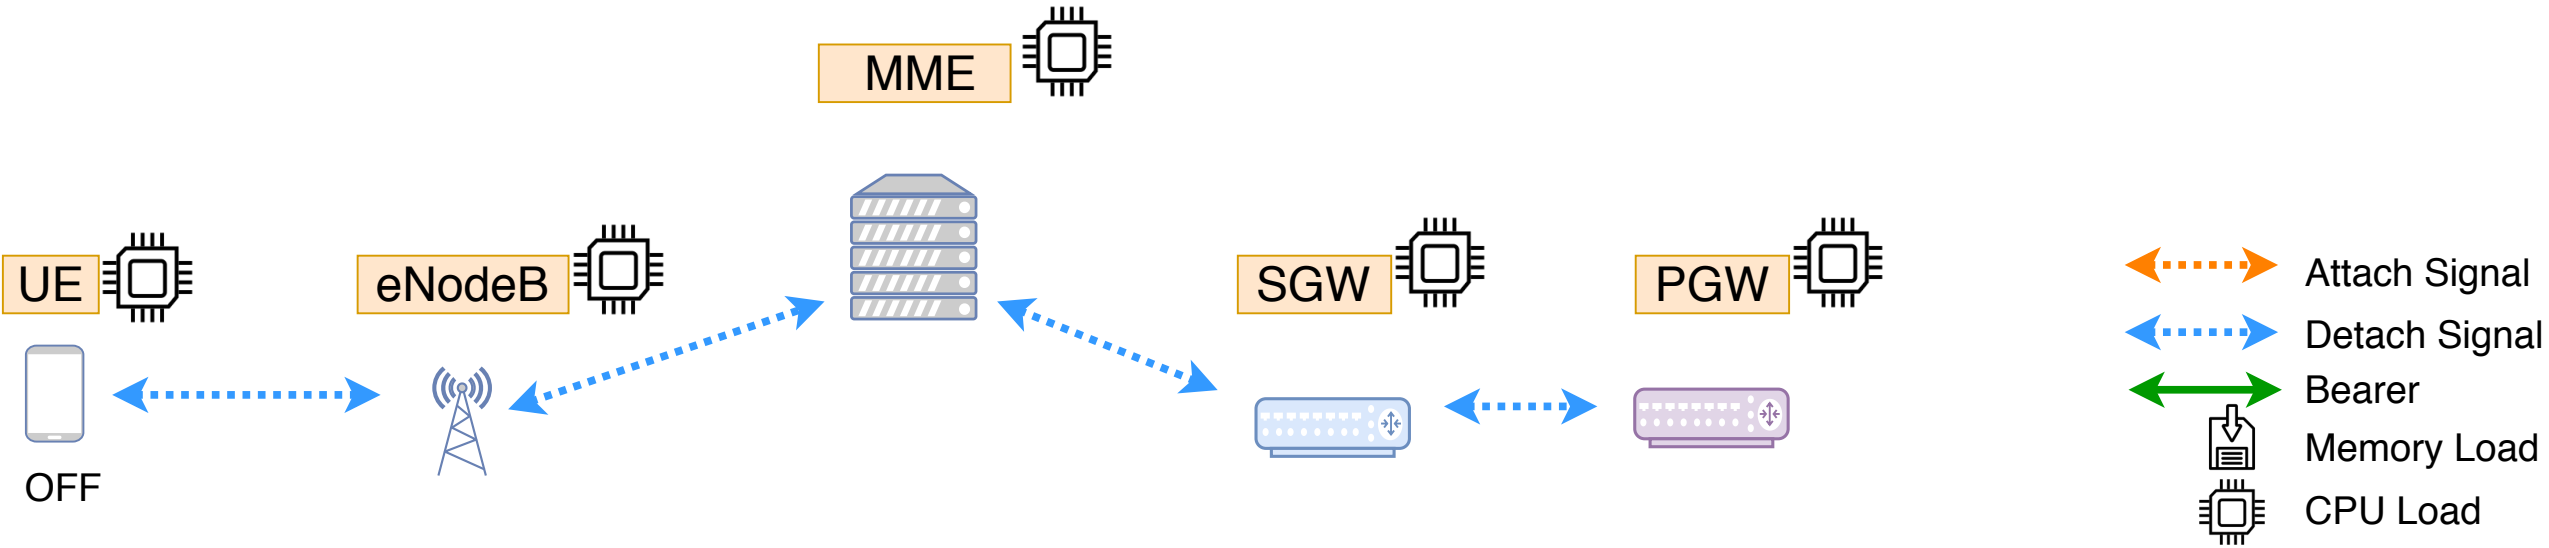 MME
UE
eNodeB
SGW
PGW
OFF
Attach Signal
Detach Signal
Bearer
Memory Load
CPU Load